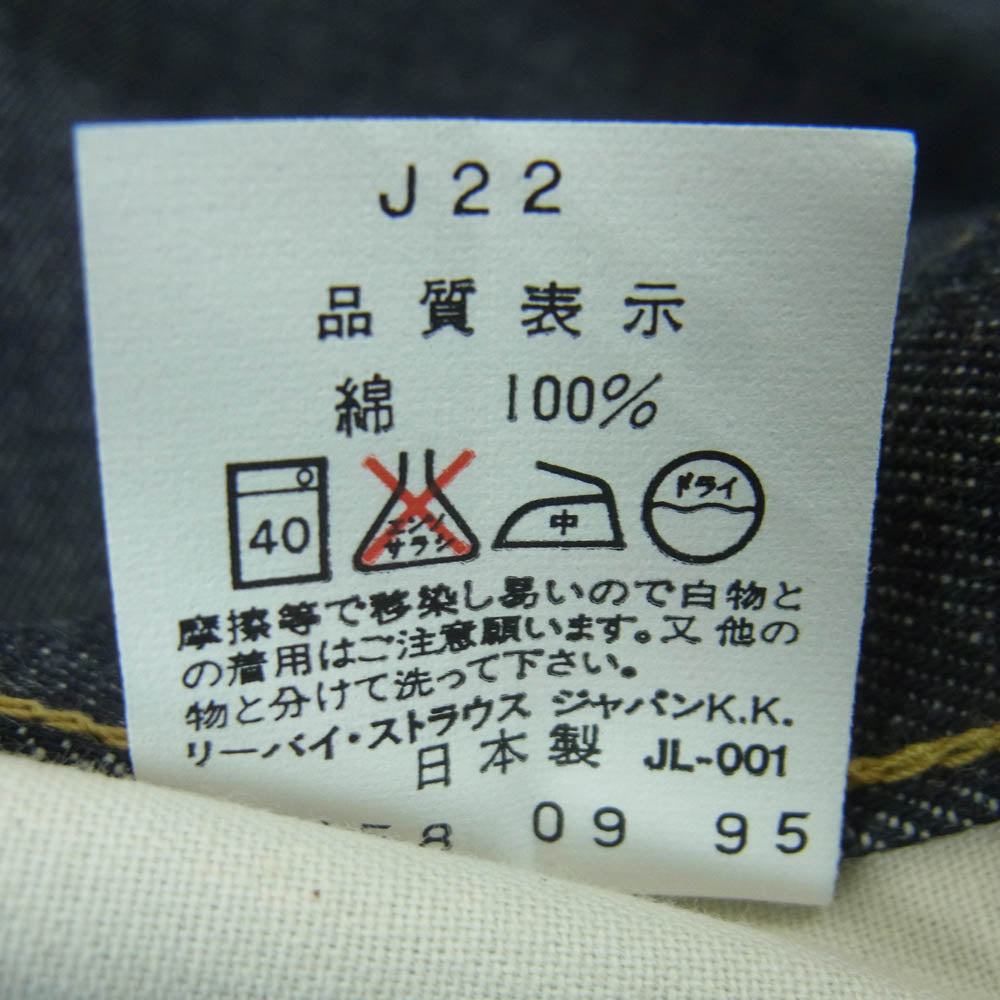 J22
品質表示
綿 100%
40 エンソサラシ 中 ドライ
摩擦等で移染し易いので白物と
の着用はご注意願います。又他の
物と分けて洗って下さい。
リーバイ・ストラウス ジャパンK.K.
日本製 JL-001
58 09 95